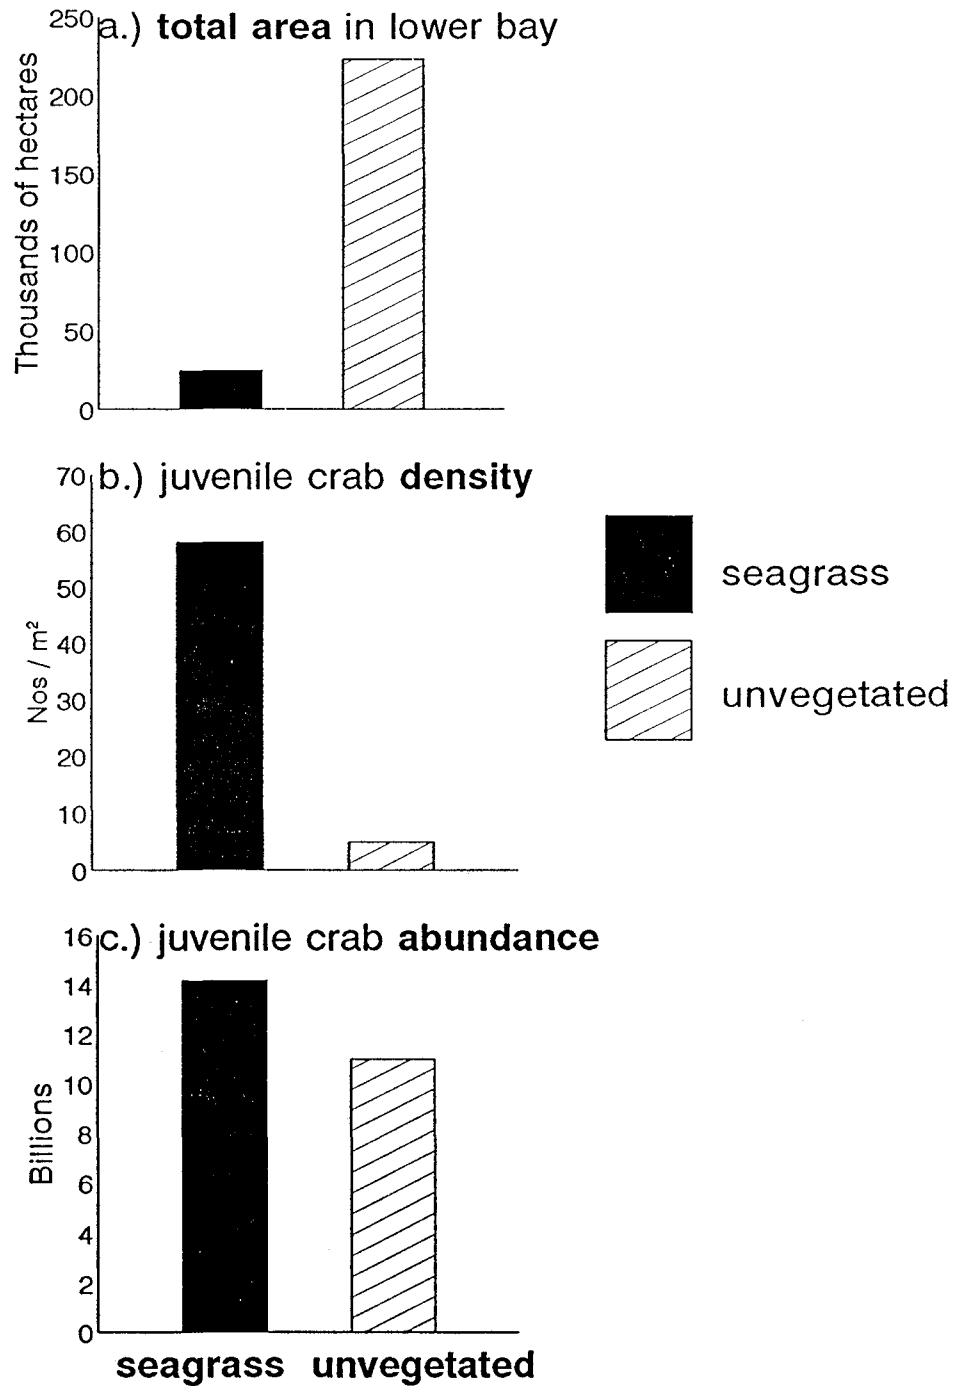 a.) total area in lower bay
250
200
150
100
50
0
Thousands of hectares
b.) juvenile crab density
70
60
50
40
30
20
10
0
Nos / m²
seagrass
unvegetated
c.) juvenile crab abundance
16
14
12
10
8
6
4
2
0
Billions
seagrass unvegetated